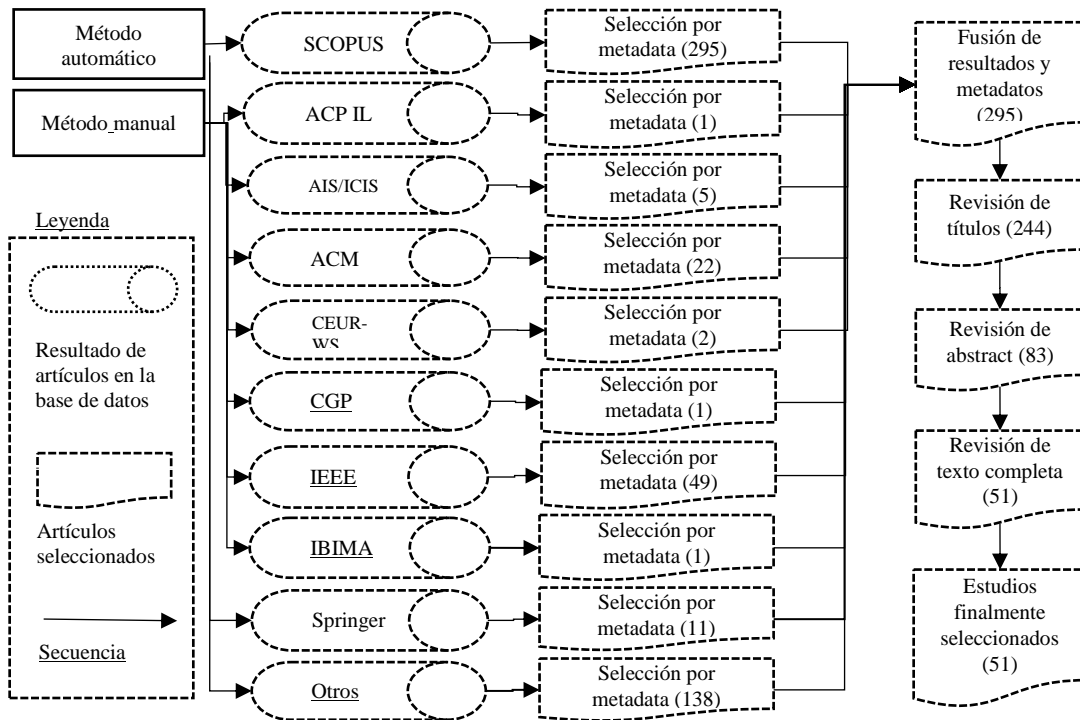 Método
automático
Método manual
Leyenda
Resultado de
artículos en la
base de datos
Artículos
seleccionados
Secuencia
SCOPUS
ACP IL
AIS/ICIS
ACM
CEUR-
WS
CGP
IEEE
IBIMA
Springer
Otros
Selección por
metadata (295)
Selección por
metadata (1)
Selección por
metadata (5)
Selección por
metadata (22)
Selección por
metadata (2)
Selección por
metadata (1)
Selección por
metadata (49)
Selección por
metadata (1)
Selección por
metadata (11)
Selección por
metadata (138)
Fusión de
resultados y
metadatos
(295)
Revisión de
títulos (244)
Revisión de
abstract (83)
Revisión de
texto completa
(51)
Estudios
finalmente
seleccionados
(51)